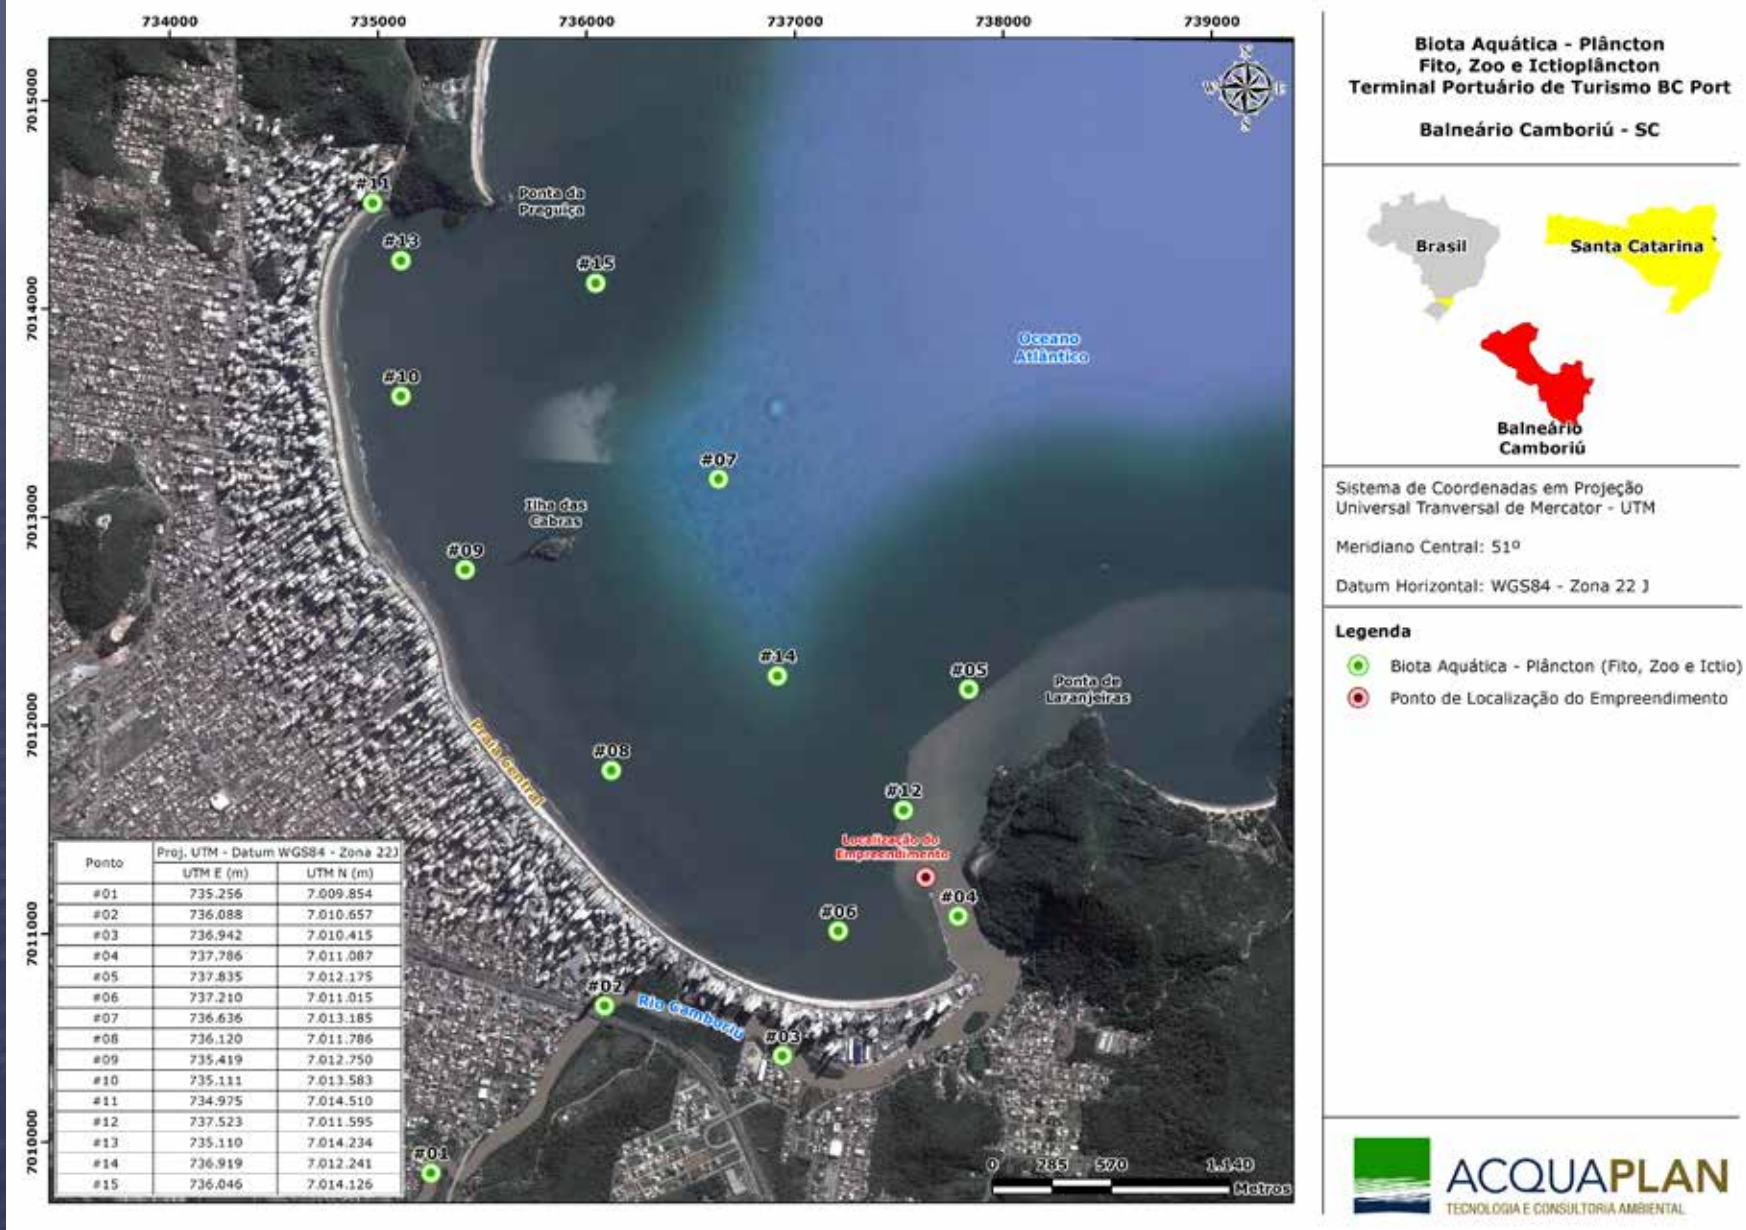 734000 735000 736000 737000 738000 739000
7015000
7014000
7013000
7012000
7011000
7010000
N
W E
S
#11
Ponta da
Preguiça
#13
#15
Oceano
Atlântico
#10
#07
Ilha das
Cabras
#09
#14
#05
Ponta de
Laranjeiras
Praia Central
#08
#12
Localização do
Empreendimento
#04
#06
#02
Rio Camboriú
#03
#01
Ponto Proj. UTM - Datum WGS84 - Zona 22J
UTM E (m) UTM N (m)
#01 735.256 7.009.854
#02 736.088 7.010.657
#03 736.942 7.010.415
#04 737.786 7.011.087
#05 737.835 7.012.175
#06 737.210 7.011.015
#07 736.636 7.013.185
#08 736.120 7.011.786
#09 735.419 7.012.750
#10 735.111 7.013.583
#11 734.975 7.014.510
#12 737.523 7.011.595
#13 735.110 7.014.234
#14 736.919 7.012.241
#15 736.046 7.014.126
0 285 570 1.140
Metros
Biota Aquática - Plâncton
Fito, Zoo e Ictioplâncton
Terminal Portuário de Turismo BC Port
Balneário Camboriú - SC
Brasil
Santa Catarina
Balneário
Camboriú
Sistema de Coordenadas em Projeção
Universal Tranversal de Mercator - UTM
Meridiano Central: 51º
Datum Horizontal: WGS84 - Zona 22 J
Legenda
Biota Aquática - Plâncton (Fito, Zoo e Ictio)
Ponto de Localização do Empreendimento
ACQUAPLAN
TECNOLOGIA E CONSULTORIA AMBIENTAL